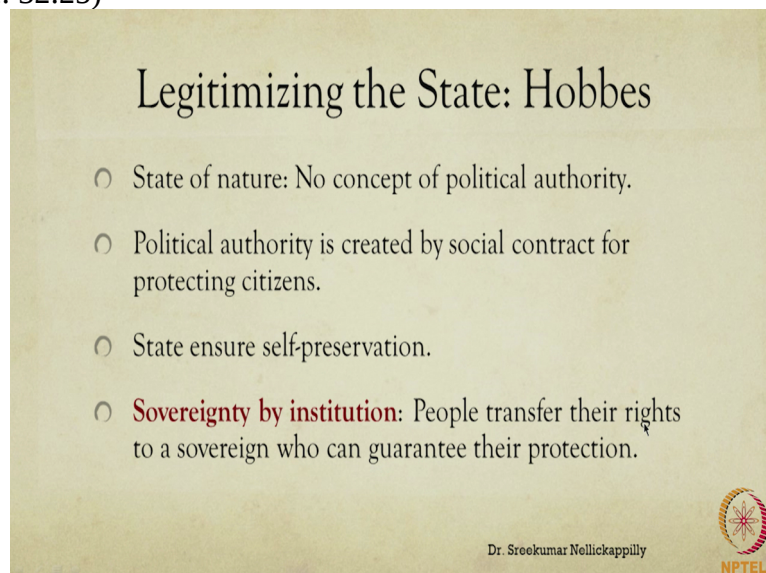 Legitimizing the State: Hobbes
State of nature: No concept of political authority.
Political authority is created by social contract for
protecting citizens.
State ensure self-preservation.
Sovereignty by institution: People transfer their rights
to a sovereign who can guarantee their protection.
Dr. Sreekumar Nellickappilly
NPTEL